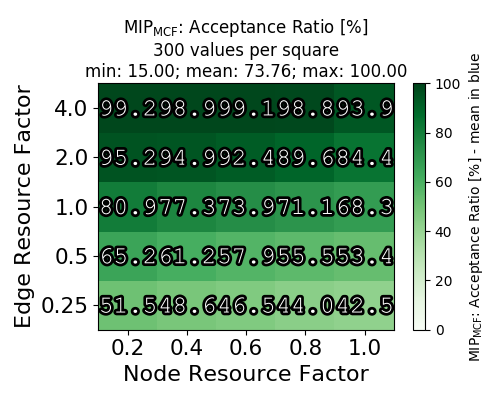 MIP_MCF: Acceptance Ratio [%]
300 values per square
min: 15.00; mean: 73.76; max: 100.00
Edge Resource Factor
4.0 99.2 98.9 99.1 98.8 93.9
2.0 95.2 94.9 92.4 89.6 84.4
1.0 80.9 77.3 73.9 71.1 68.3
0.5 65.2 61.2 57.9 55.5 53.4
0.25 51.5 48.6 46.5 44.0 42.5
0.2 0.4 0.6 0.8 1.0
Node Resource Factor
100
80
60
40
20
0
MIP_MCF: Acceptance Ratio [%] - mean in blue